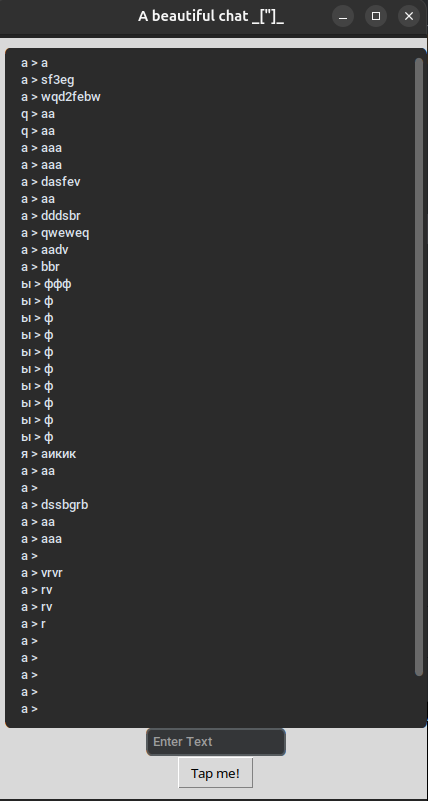 A beautiful chat _["]_
a > a
a > sf3eg
a > wqd2febw
q > aa
q > aa
a > aaa
a > aaa
a > dasfev
a > aa
a > dddsbr
a > qweweq
a > aadv
a > bbr
ы > ффф
ы > ф
ы > ф
ы > ф
ы > ф
ы > ф
ы > ф
ы > ф
ы > ф
ы > ф
я > аикик
a > aa
a >
a > dssbgrb
a > aa
a > aaa
a >
a > vrvr
a > rv
a > rv
a > r
a >
a >
a >
a >
a >
Enter Text
Tap me!